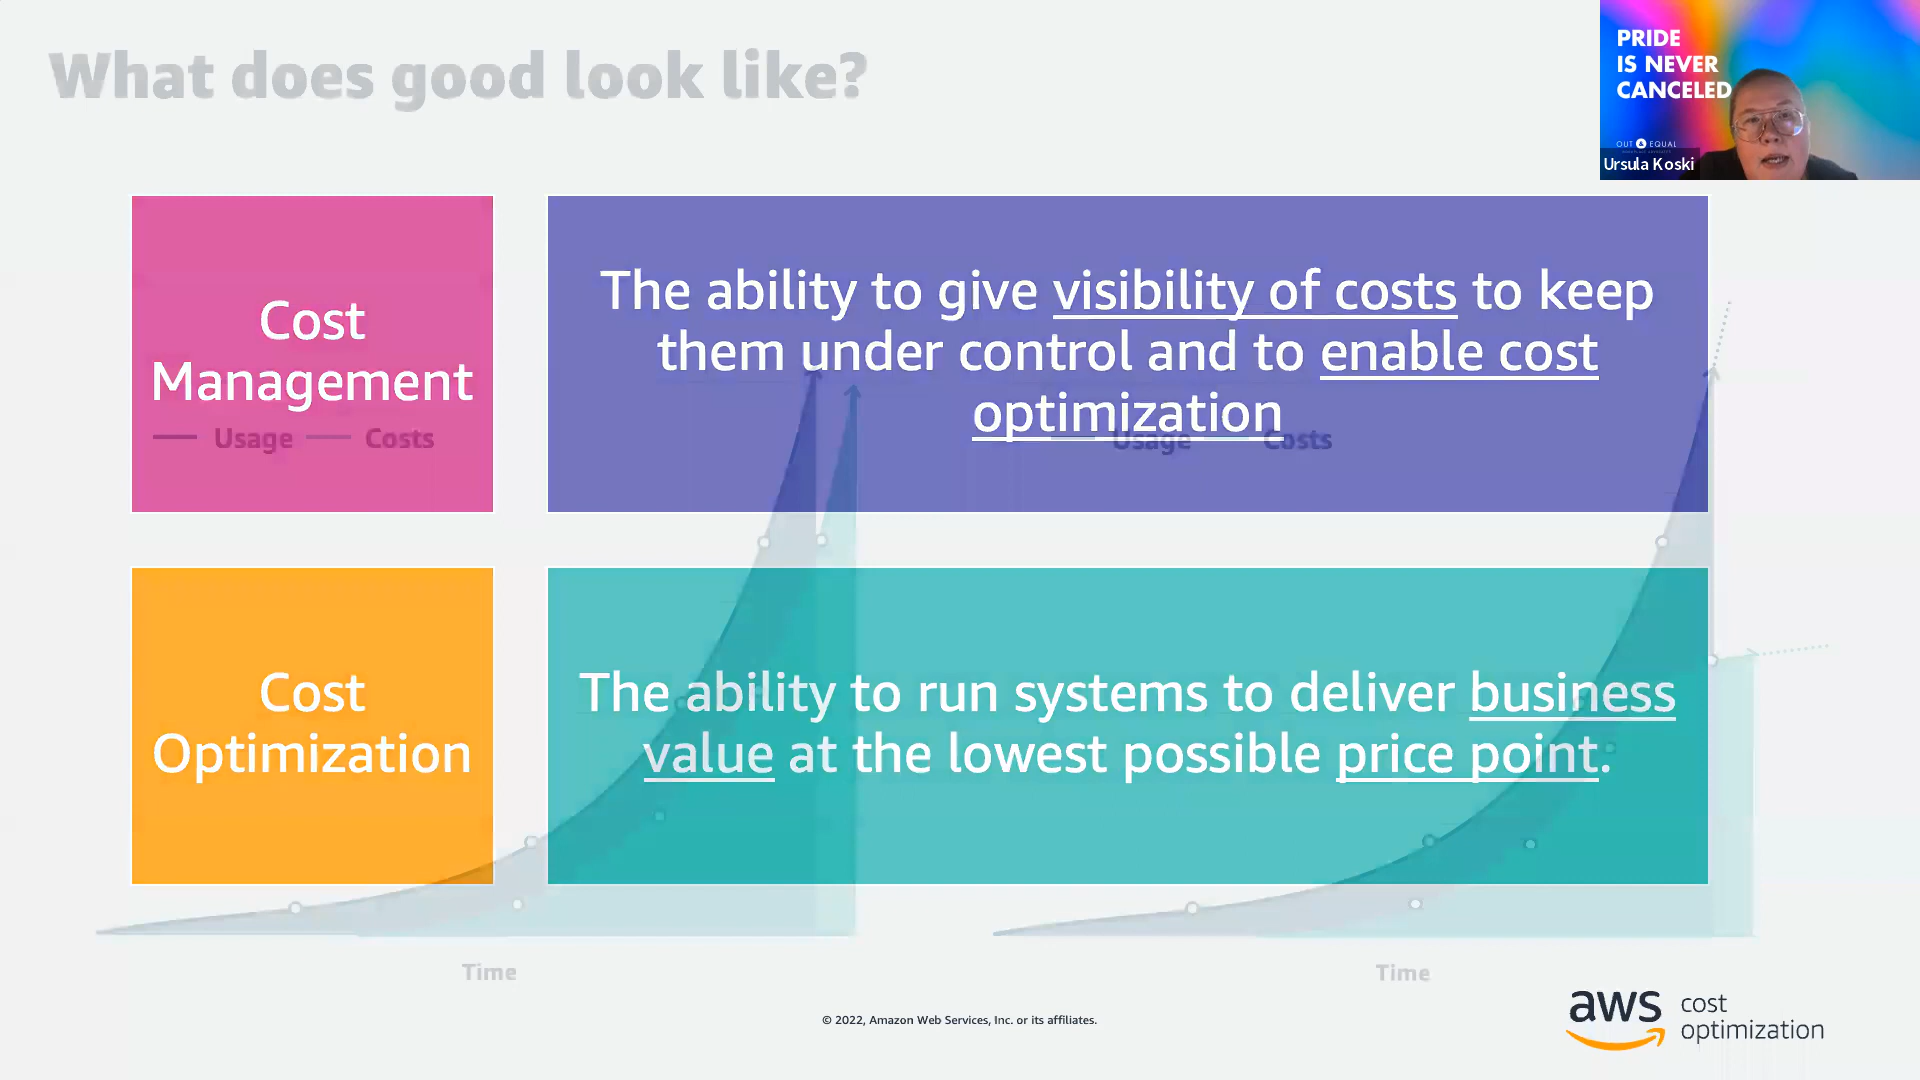 What does good look like?
PRIDE
IS NEVER
CANCELED
OUT & EQUAL
Ursula Koski
Cost
Management
Usage
Costs
The ability to give visibility of costs to keep
them under control and to enable cost
optimization
Usage
Costs
Cost
Optimization
The ability to run systems to deliver business
value at the lowest possible price point.
Time
Time
© 2022, Amazon Web Services, Inc. or its affiliates.
aws
cost
optimization